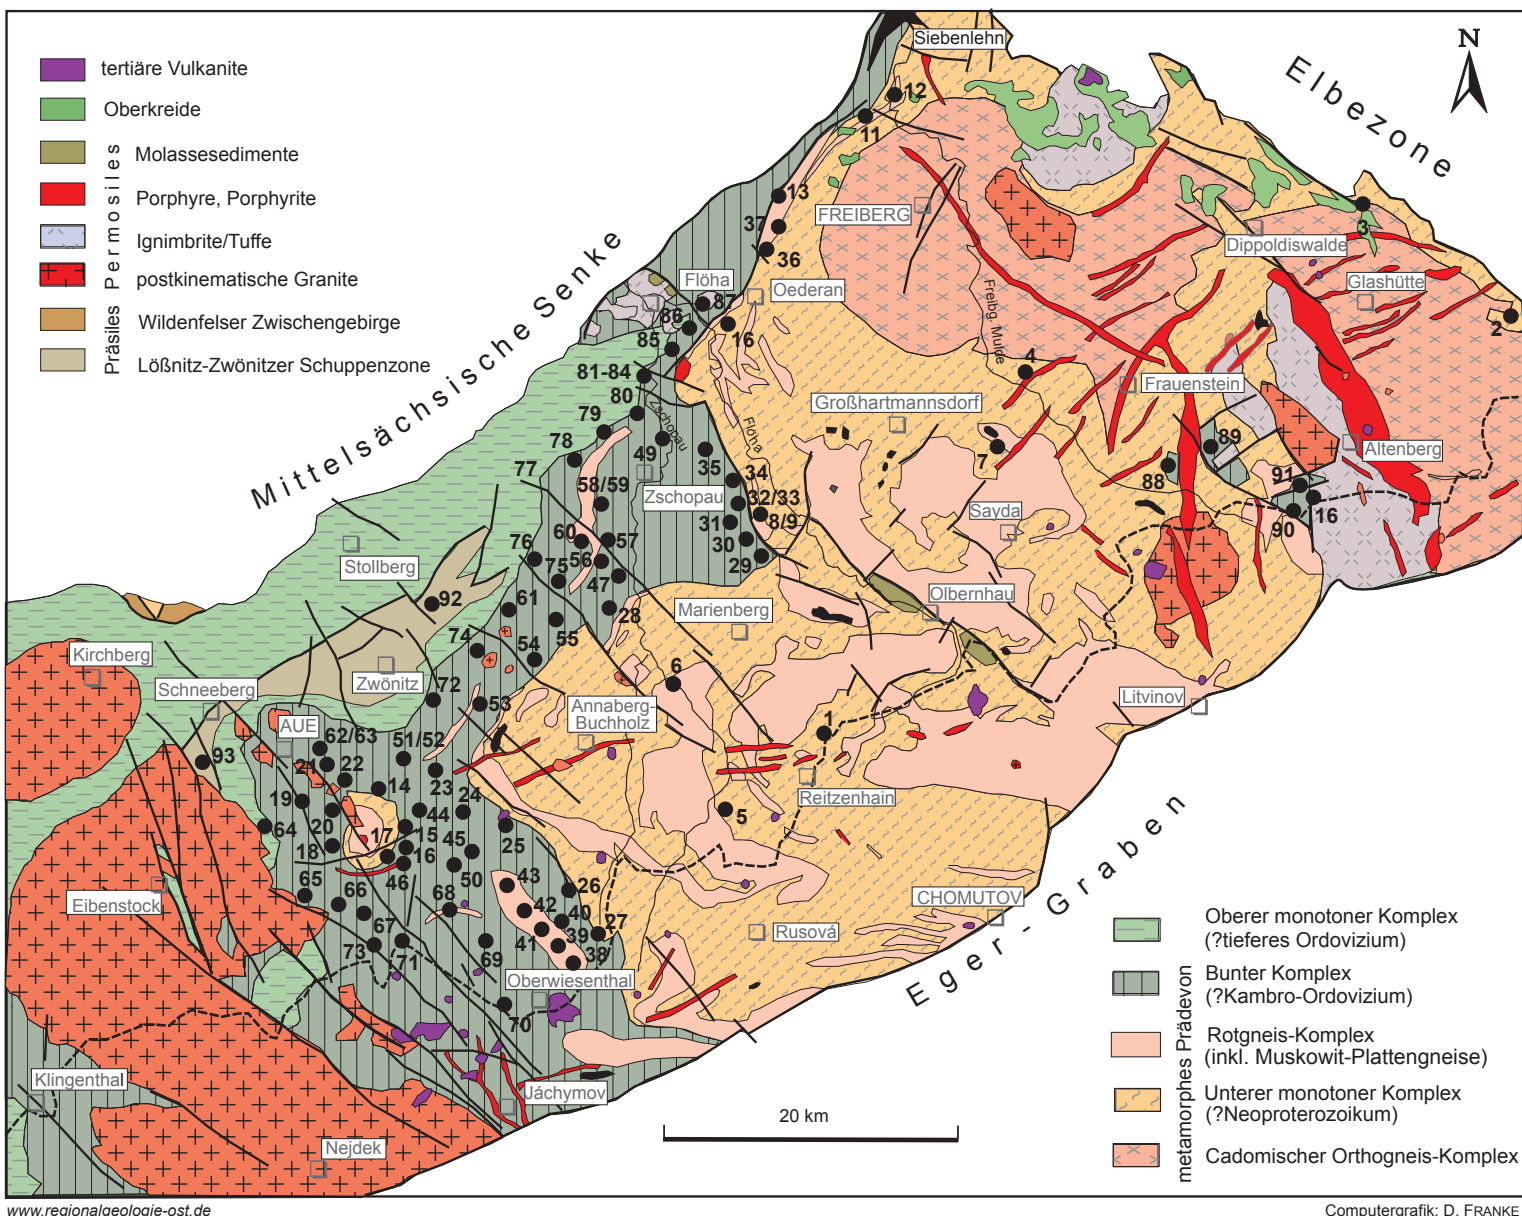 Siebenlehn
N
Elbezone
tertiäre Vulkanite
Oberkreide
Molassesedimente
Porphyre, Porphyrite
Ignimbrite/Tuffe
postkinematische Granite
Wildenfelser Zwischengebirge
Lößnitz-Zwönitzer Schuppenzone
Permosiles
Präsiles
Mittelsächsische Senke
12
11
13
37
36
FREIBERG
Dippoldiswalde
3
Glashütte
2
Flöha
87
86
85
Oederan
16
Freibg. Mulde
81-84
80
79
78
77
Zschopau
Flöha
49
35
Großhartmannsdorf
4
Frauenstein
7
89
88
Altenberg
91
16
90
58/59
Zschopau
34
32/33
8/9
31
30
29
Sayda
60
57
76
56
75
47
Stollberg
92
61
28
55
74
54
Marienberg
Olbernhau
Kirchberg
Schneeberg
Zwönitz
72
53
6
Annaberg-
Buchholz
1
Litvinov
AUE
62/63
51/52
93
21
22
14
23
24
19
44
64
20
15
45
25
17
18
16
46
50
5
Reitzenhain
65
66
43
26
68
42
40
27
67
41
39
38
73
71
69
Eibenstock
Rusová
CHOMUTOV
Eger-Graben
Oberwiesenthal
70
Klingenthal
Jáchymov
Nejdek
20 km
metamorphes Prädevon
Oberer monotoner Komplex
(?tieferes Ordovizium)
Bunter Komplex
(?Kambro-Ordovizium)
Rotgneis-Komplex
(inkl. Muskowit-Plattengneise)
Unterer monotoner Komplex
(?Neoproterozoikum)
Cadomischer Orthogneis-Komplex
www.regionalgeologie-ost.de
Computergrafik: D. FRANKE